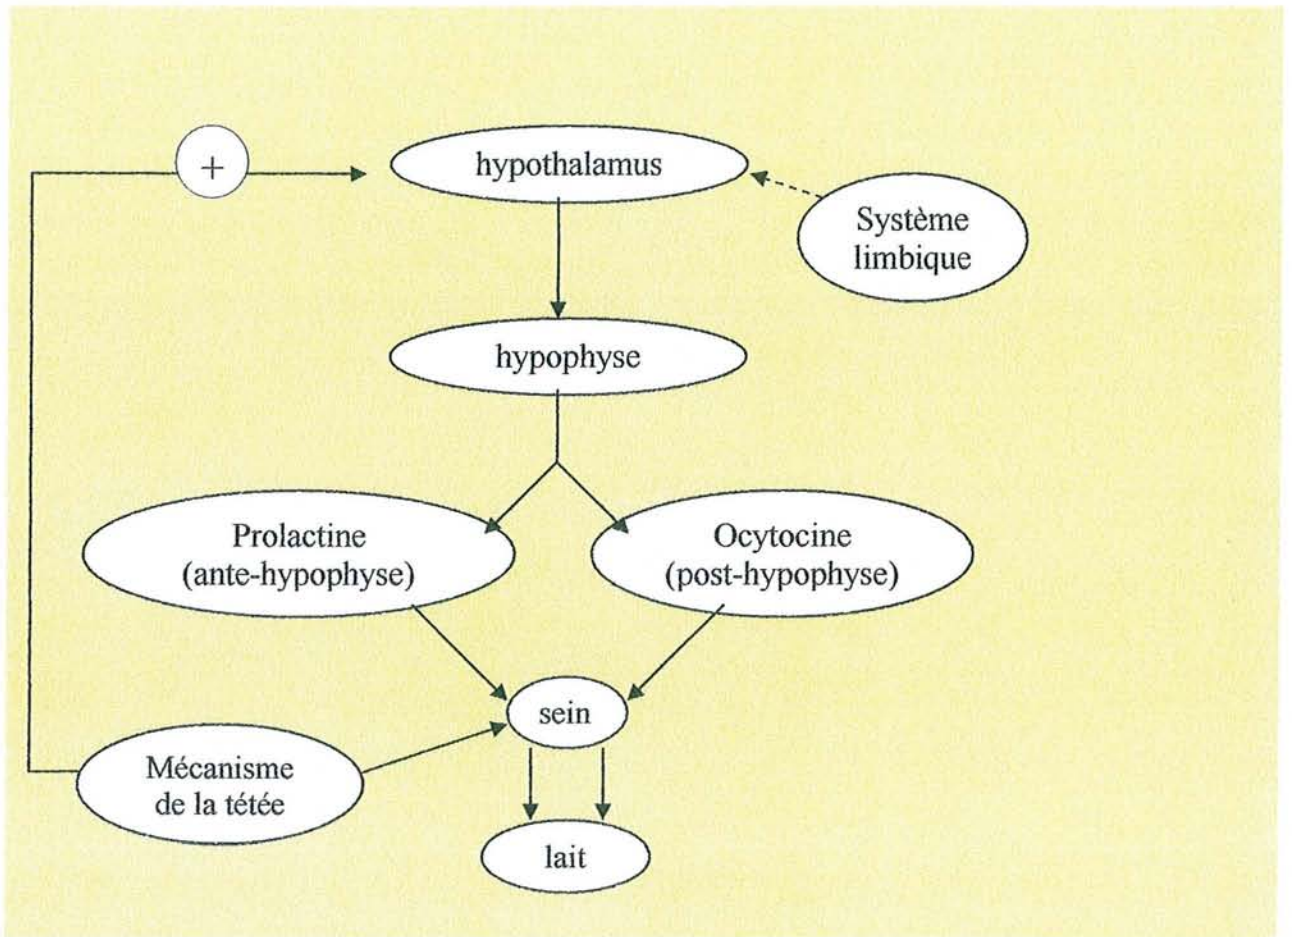 +
hypothalamus
Système
limbique
hypophyse
Prolactine
(ante-hypophyse)
Ocytocine
(post-hypophyse)
sein
Mécanisme
de la tétée
lait